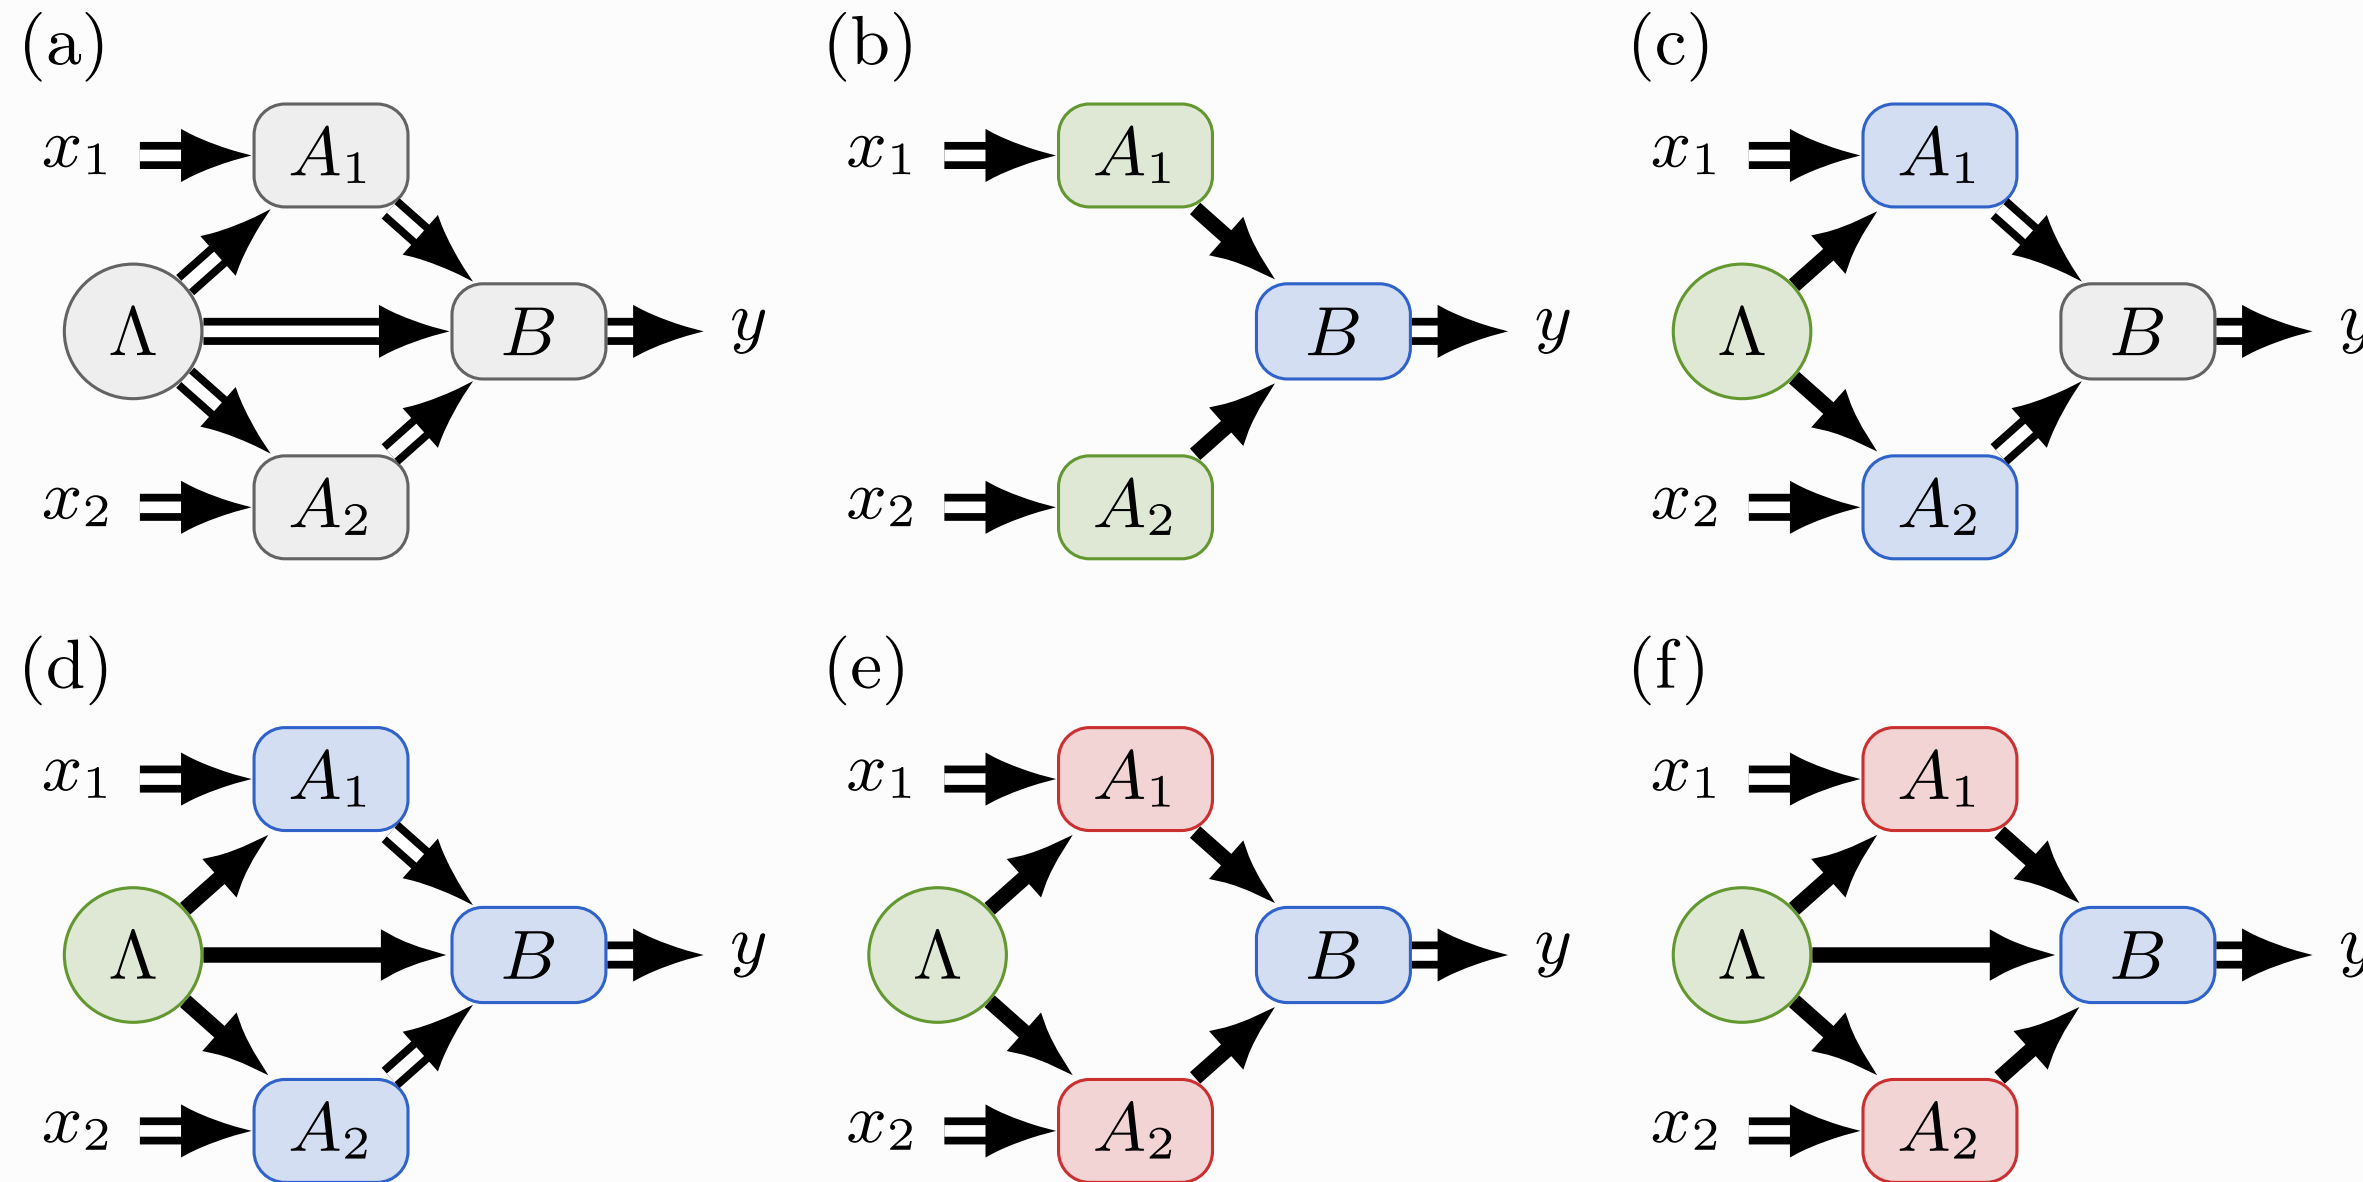 (a)
x₁ A₁
Λ B y
x₂ A₂
(b)
x₁ A₁
B y
x₂ A₂
(c)
x₁ A₁
Λ B y
x₂ A₂
(d)
x₁ A₁
Λ B y
x₂ A₂
(e)
x₁ A₁
Λ B y
x₂ A₂
(f)
x₁ A₁
Λ B y
x₂ A₂